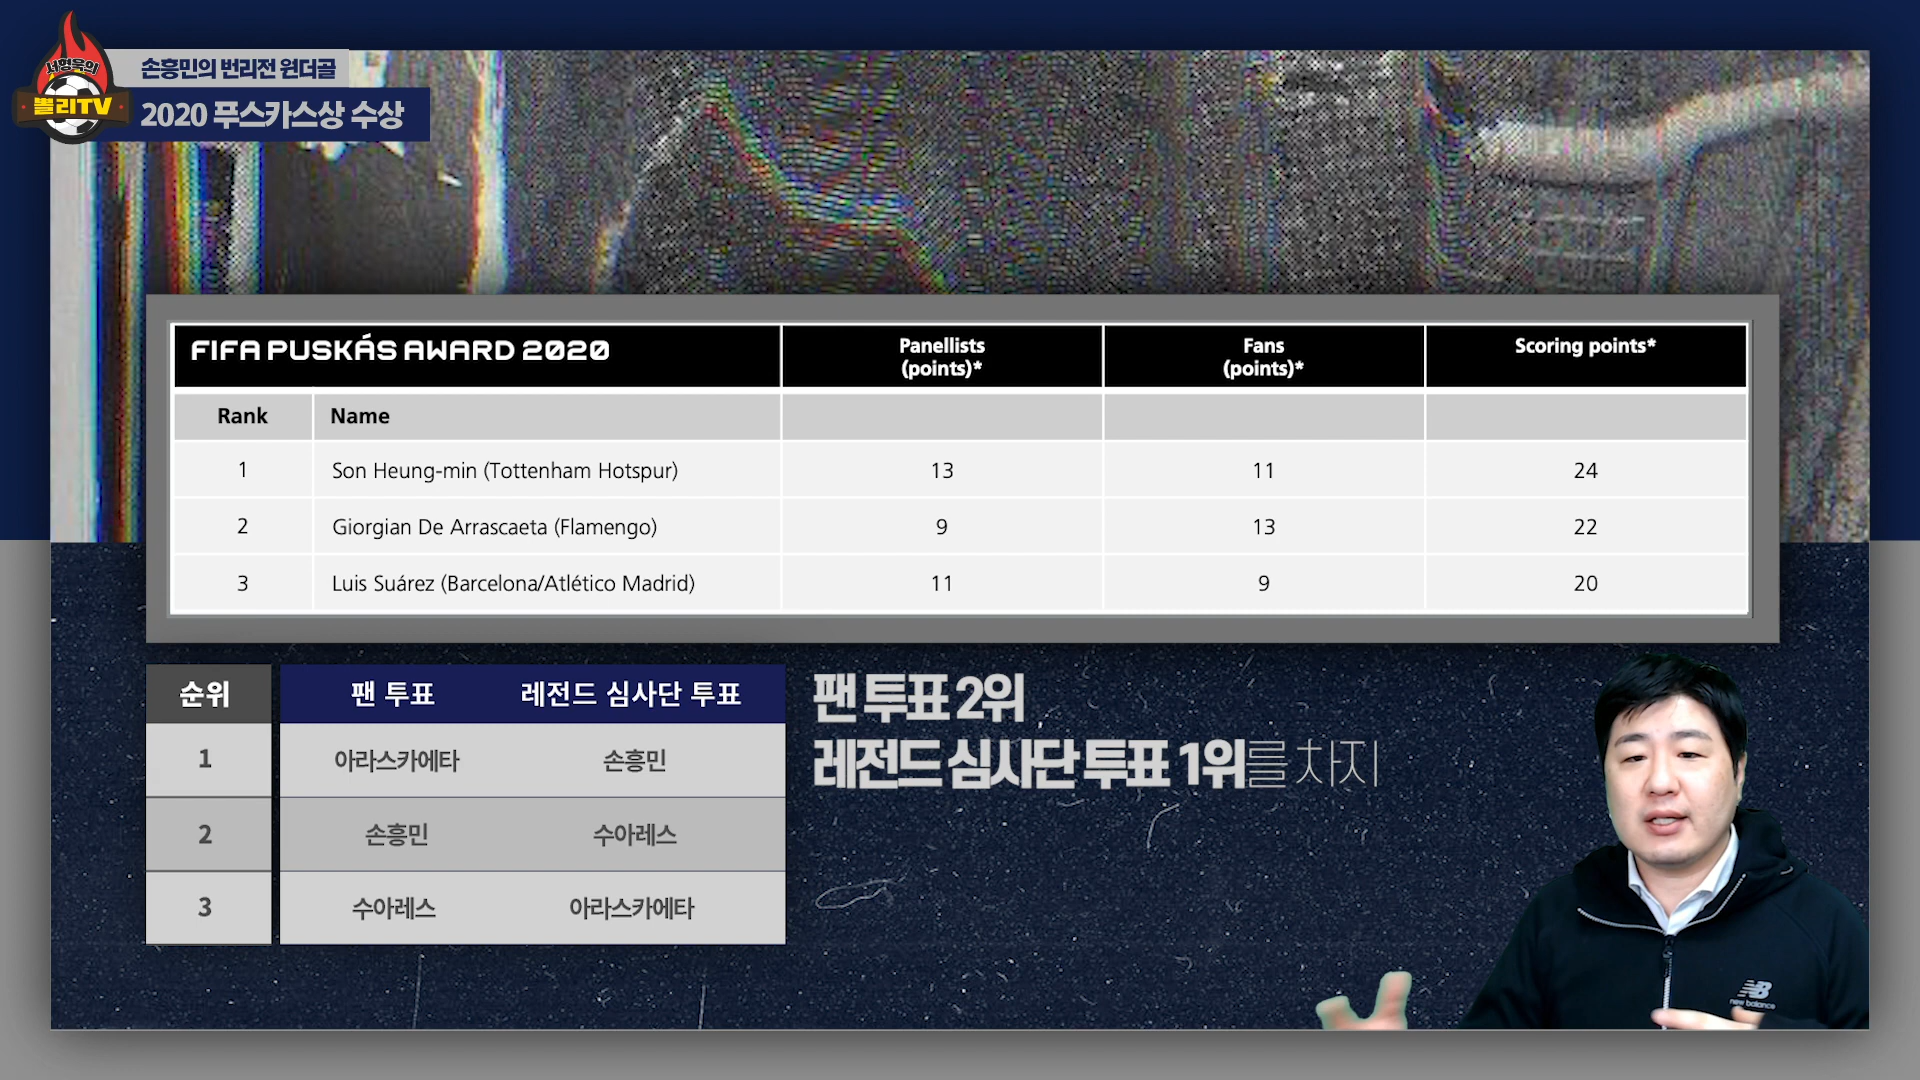 서형욱의
뽈리TV
손흥민의 번리전 원더골
2020 푸스카스상 수상
FIFA PUSKÁS AWARD 2020
Panellists
(points)*
Fans
(points)*
Scoring points*
Rank Name
1 Son Heung-min (Tottenham Hotspur) 13 11 24
2 Giorgian De Arrascaeta (Flamengo) 9 13 22
3 Luis Suárez (Barcelona/Atlético Madrid) 11 9 20
순위 팬 투표 레전드 심사단 투표
1 아라스카에타 손흥민
2 손흥민 수아레스
3 수아레스 아라스카에타
팬 투표 2위,
레전드 심사단 투표 1위를 차지
NB
new balance